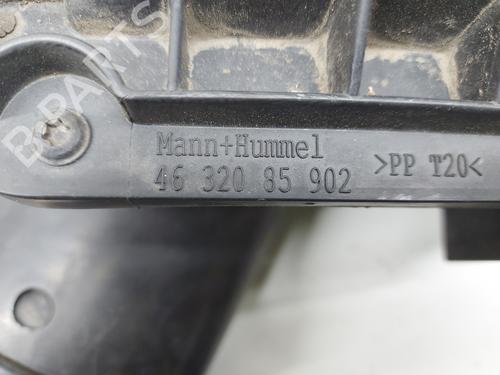 B-PARTS
Mann+Hummel
46 320 85 902
>PP T20<